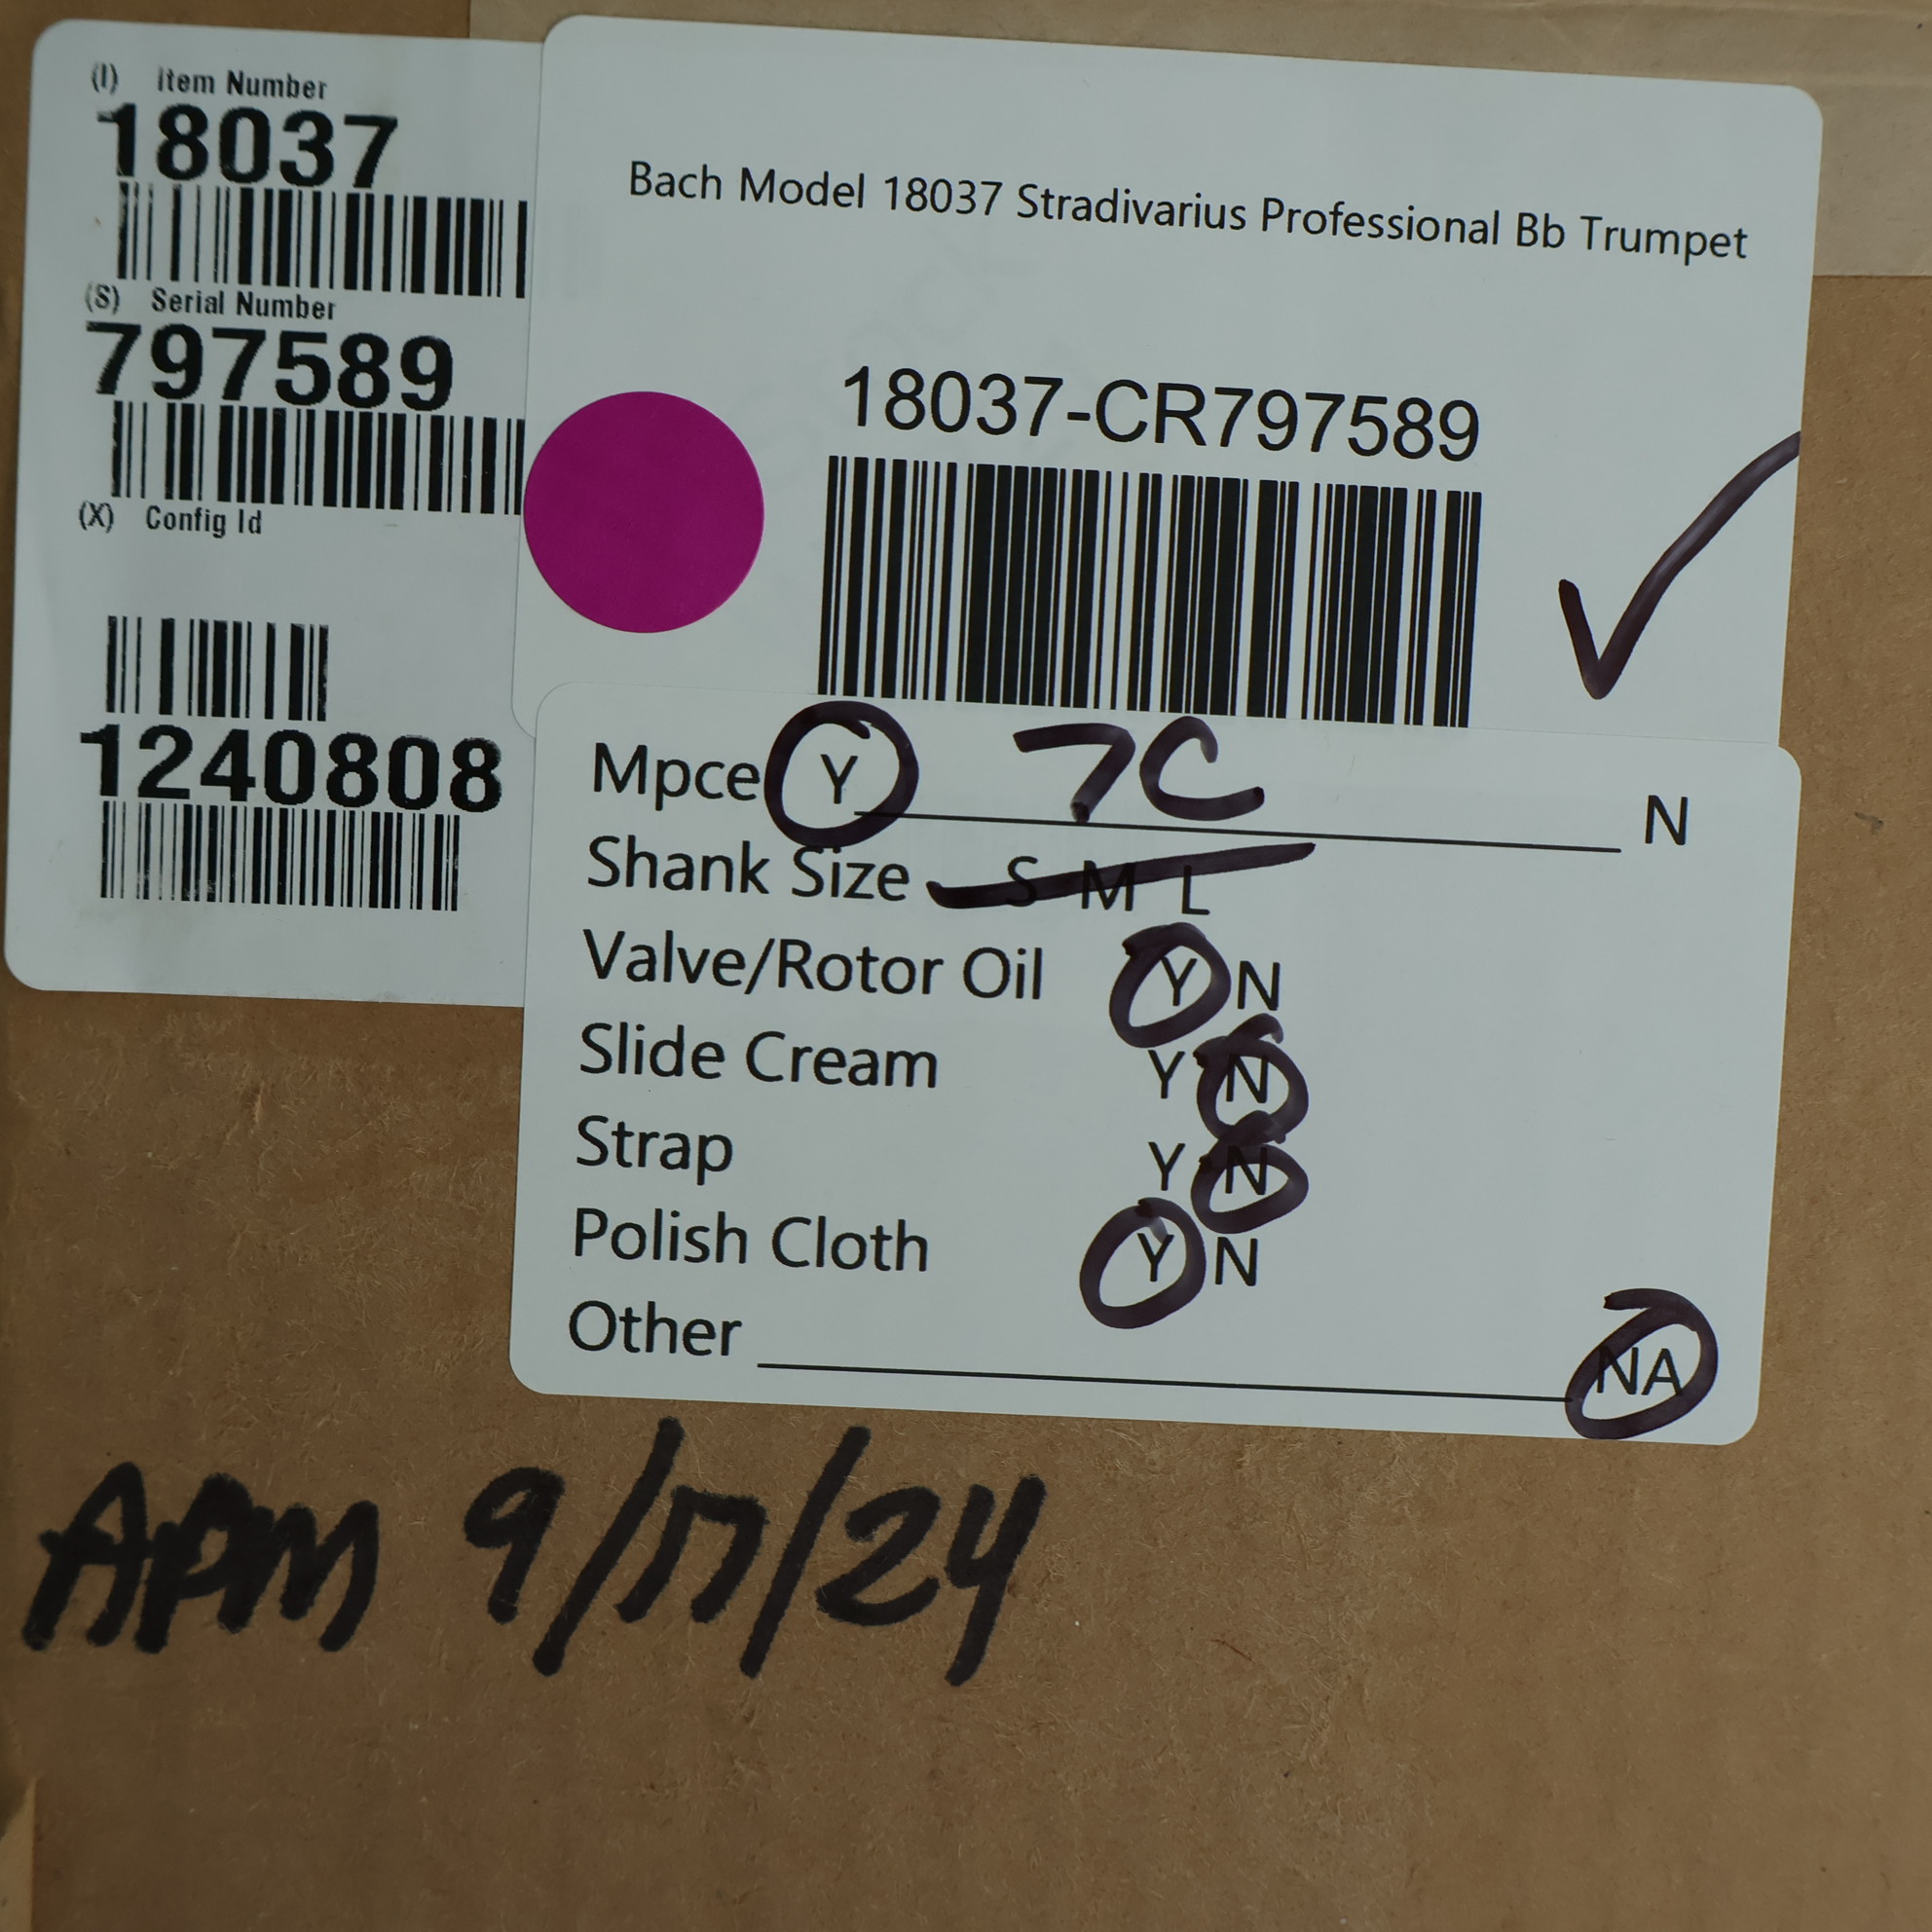 (I) Item Number
18037
(S) Serial Number
797589
(X) Config Id
1240808
Bach Model 18037 Stradivarius Professional Bb Trumpet
18037-CR797589
Mpce Y 7C N
Shank Size S M L
Valve/Rotor Oil Y N
Slide Cream Y N
Strap Y N
Polish Cloth Y N
Other NA
APM 9/17/24